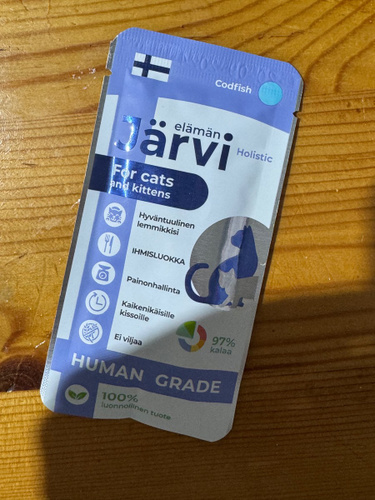 Codfish
elämän
Järvi
Holistic
For cats
and kittens
Hyväntuulinen
lemmikkisi
IHMISLUOKKA
Painonhallinta
Kaikenikäisille
kissoille
Ei viljaa
97%
kalaa
HUMAN GRADE
100%
luonnollinen tuote